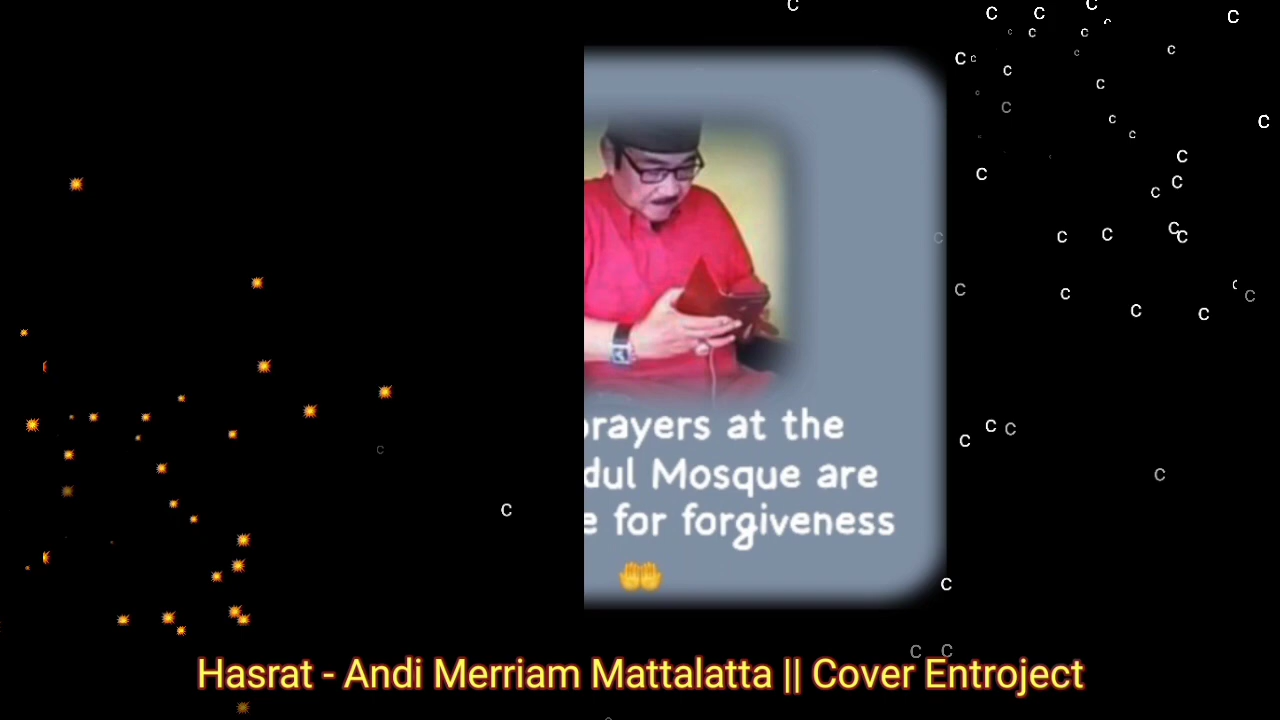 prayers at the
dul Mosque are
e for forgiveness
🤲
Hasrat - Andi Merriam Mattalatta || Cover Entroject